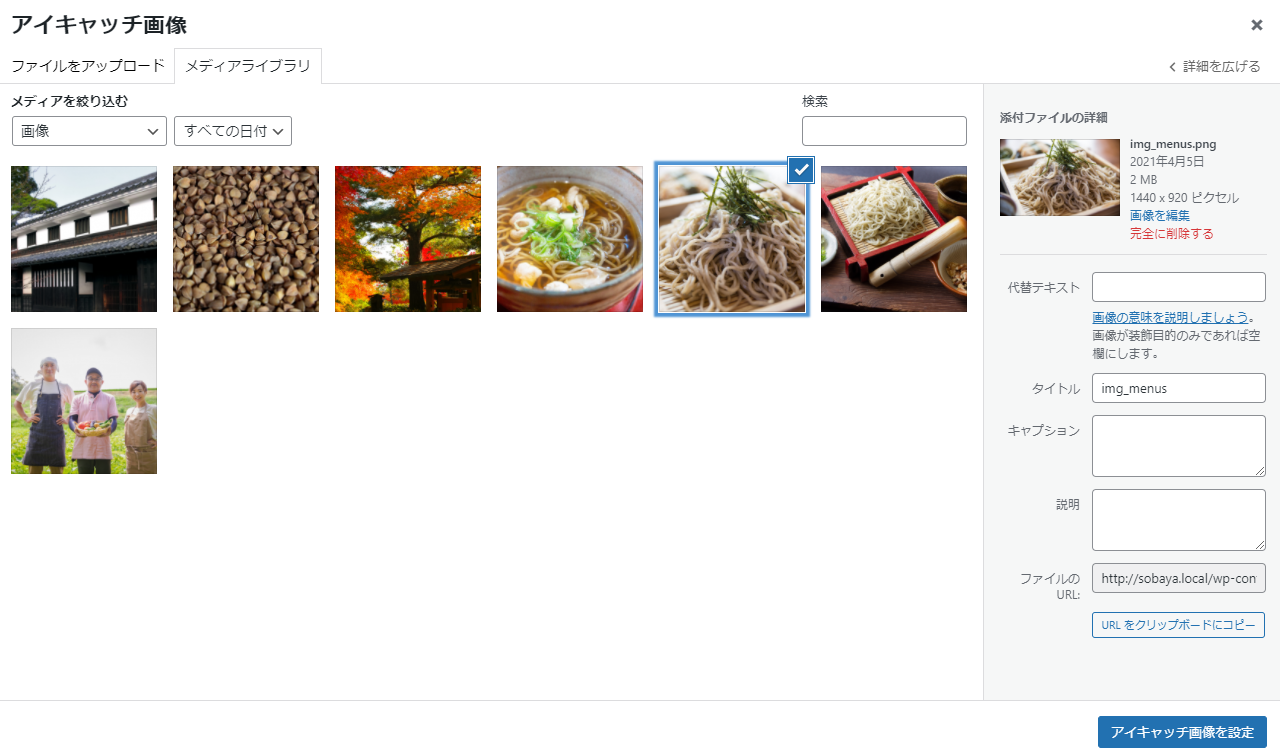 アイキャッチ画像
ファイルをアップロード
メディアライブラリ
詳細を広げる
メディアを絞り込む
検索
画像
すべての日付
添付ファイルの詳細
img_menus.png
2021年4月5日
2 MB
1440 x 920 ピクセル
画像を編集
完全に削除する
代替テキスト
画像の意味を説明しましょう。
画像が装飾目的のみであれば空
欄にします。
タイトル
img_menus
キャプション
説明
ファイルの
URL:
http://sobaya.local/wp-con
URL をクリップボードにコピー
アイキャッチ画像を設定